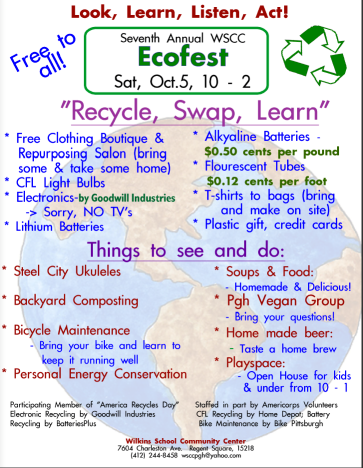 Look, Learn, Listen, Act!
Free to all!
Seventh Annual WSCC
Ecofest
Sat, Oct.5, 10 - 2
"Recycle, Swap, Learn"
* Free Clothing Boutique &
Repurposing Salon (bring
some & take some home)
* CFL Light Bulbs
* Electronics-by Goodwill Industries
-> Sorry, NO TV's
* Lithium Batteries
* Alkyaline Batteries -
$0.50 cents per pound
* Flourescent Tubes
$0.12 cents per foot
* T-shirts to bags (bring
and make on site)
* Plastic gift, credit cards
Things to see and do:
* Steel City Ukuleles
* Backyard Composting
* Bicycle Maintenance
- Bring your bike and learn to
keep it running well
* Personal Energy Conservation
* Soups & Food:
- Homemade & Delicious!
* Pgh Vegan Group
- Bring your questions!
* Home made beer:
- Taste a home brew
* Playspace:
- Open House for kids
& under from 10 - 1
Participating Member of "America Recycles Day"
Electronic Recycling by Goodwill Industries
Recycling by BatteriesPlus
Staffed in part by Americorps Volunteers
CFL Recycling by Home Depot, Battery
Bike Maintenance by Bike Pittsburgh
Wilkins School Community Center
7604 Charleston Ave. Regent Square, 15218
(412) 244-8458 wsccpgh@yahoo.com